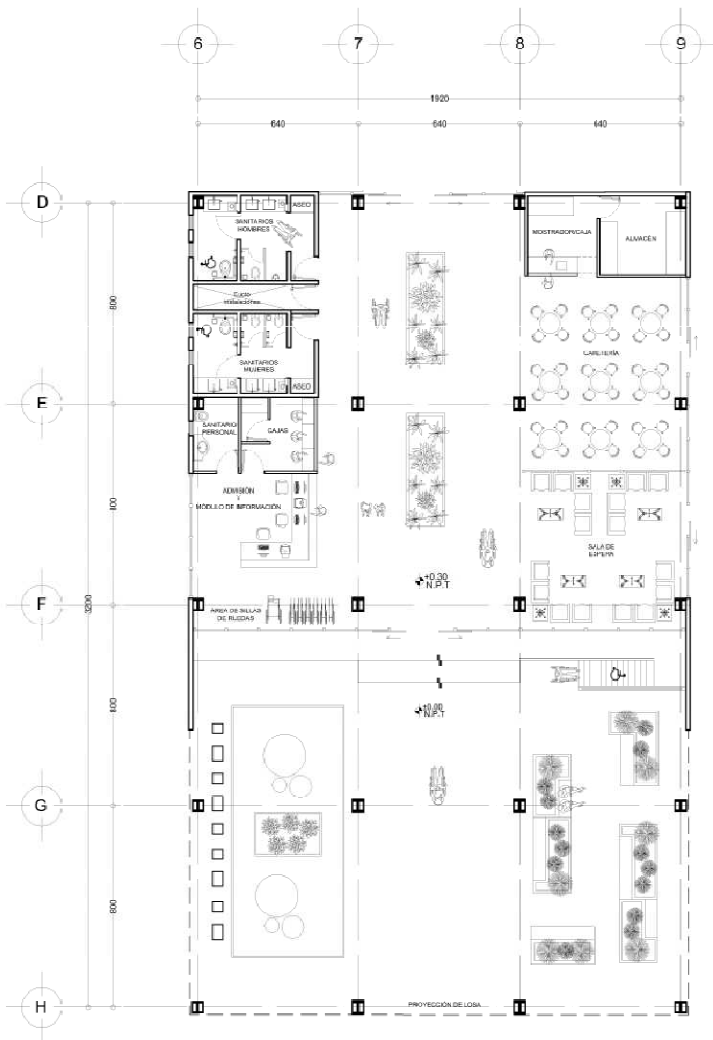 6
7
8
9
1920
640
640
640
D
ASEO
SANITARIOS
HOMBRES
MOSTRADOR/CAJA
ALMACÉN
800
Ducto
Instalaciones
CAFETERÍA
SANITARIOS
MUJERES
ASEO
E
SANITARIO
PERSONAL
CAJAS
ADMISIÓN
Y
MÓDULO DE INFORMACIÓN
SALA DE
ESPERA
+0.30
N.P.T
F
3200
ÁREA DE SILLAS
DE RUEDAS
±0.00
N.P.T
G
800
H
PROYECCIÓN DE LOSA